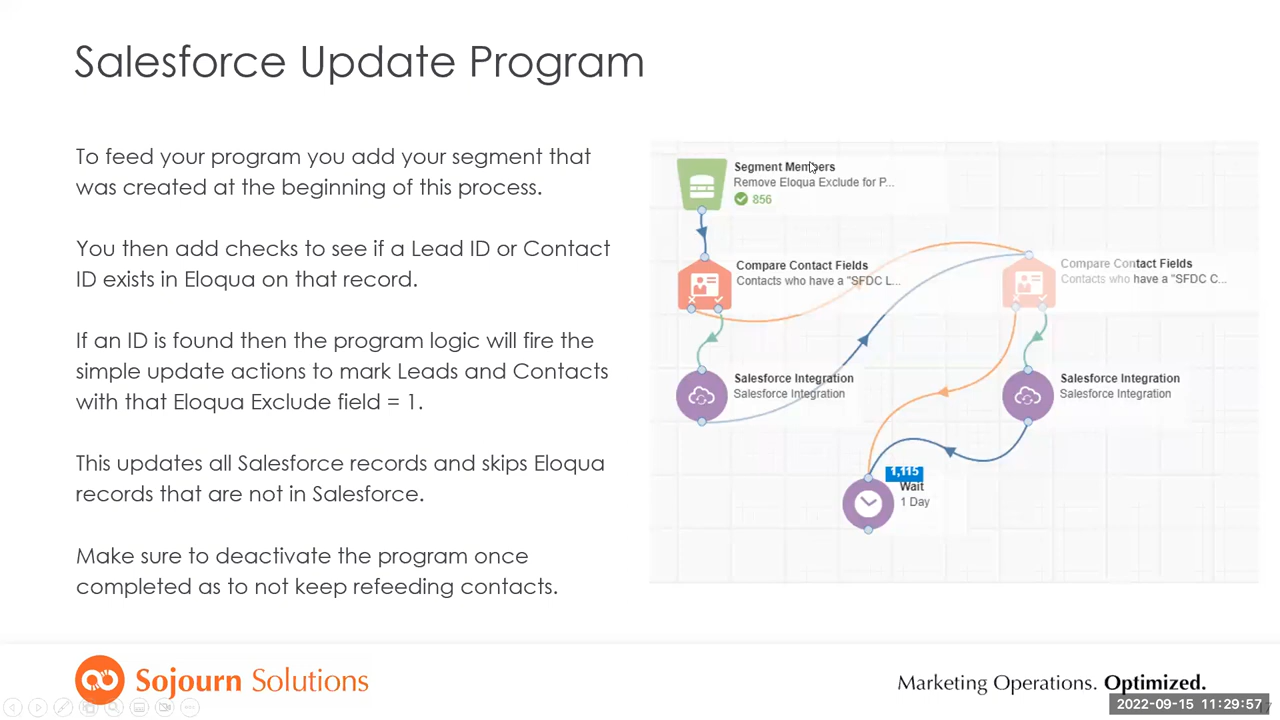 Salesforce Update Program
To feed your program you add your segment that
was created at the beginning of this process.
You then add checks to see if a Lead ID or Contact
ID exists in Eloqua on that record.
If an ID is found then the program logic will fire the
simple update actions to mark Leads and Contacts
with that Eloqua Exclude field = 1.
This updates all Salesforce records and skips Eloqua
records that are not in Salesforce.
Make sure to deactivate the program once
completed as to not keep refeeding contacts.
Segment Members
Remove Eloqua Exclude for P...
856
Compare Contact Fields
Contacts who have a "SFDC L...
Compare Contact Fields
Contacts who have a "SFDC C...
Salesforce Integration
Salesforce Integration
Salesforce Integration
Salesforce Integration
1,115
Wait
1 Day
Sojourn Solutions
Marketing Operations. Optimized.
2022-09-15 11:29:57